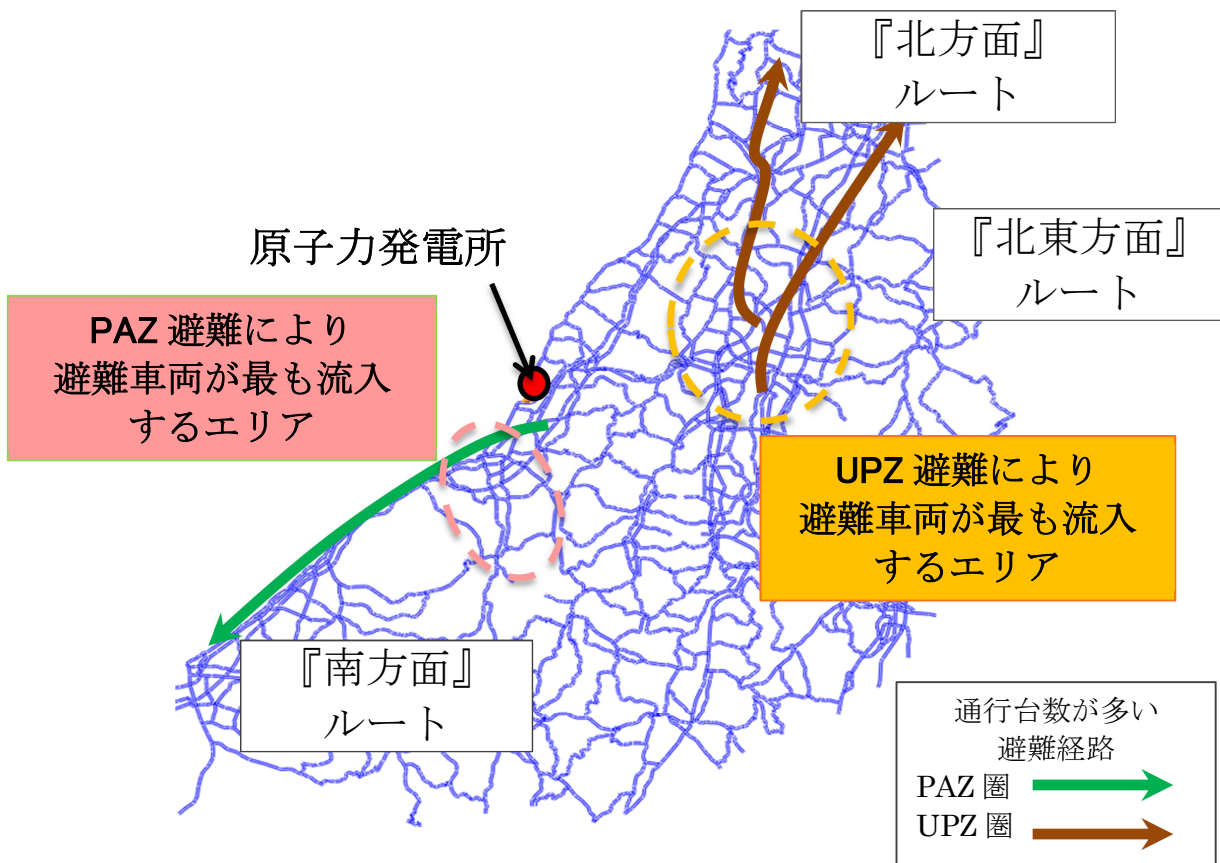 『北方面』
ルート
『北東方面』
ルート
原子力発電所
PAZ 避難により
避難車両が最も流入
するエリア
UPZ 避難により
避難車両が最も流入
するエリア
『南方面』
ルート
通行台数が多い
避難経路
PAZ 圏
UPZ 圏